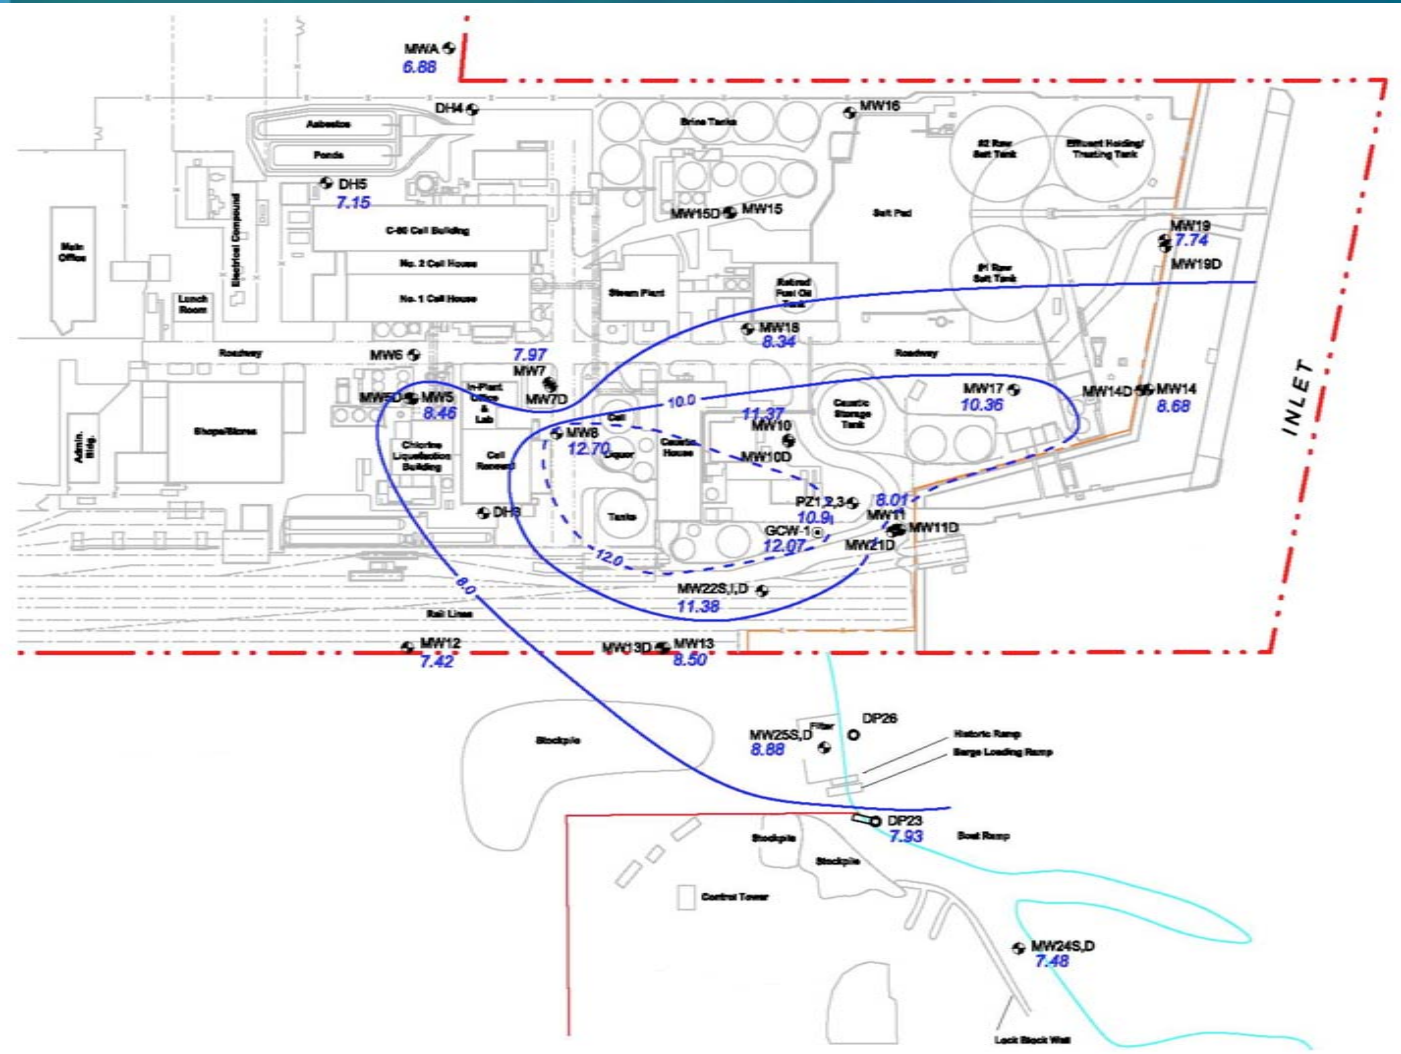 MWA
6.88
DH4
MW16
Asbestos
Brine Tanks
#2 Raw
Salt Tank
Effluent Holding/
Treating Tank
Ponds
DH5
7.15
MW15D
MW15
Salt Pad
Main
Office
Electrical Compound
C-60 Cell Building
MW19
7.74
MW19D
No. 2 Cell House
#1 Raw
Salt Tank
Lunch
Room
No. 1 Cell House
Steam Plant
Retired
Fuel Oil
Tank
MW18
8.34
Roadway
MW6
7.97
Roadway
MW7
MW7D
In-Plant
Office
&
Lab
MW5D
MW5
8.46
10.0
MW17
10.36
MW14D
MW14
8.68
INLET
Caustic
Storage
Tank
11.37
MW10
MW10D
Cell
Liquor
Caustic
House
MW8
12.70
Admin.
Bldg.
Shops/Stores
Chlorine
Liquefaction
Building
Cell
Renewal
PZ1,2,3
10.91
8.01
MW11
MW11D
DH3
Tanks
GCW-1
12.07
MW21D
12.0
8.0
MW22S,I,D
11.38
Rail Lines
MW12
7.42
MW13D
MW13
8.50
Stockpile
MW25S,D
8.88
Filter
DP26
Historic Ramp
Barge Loading Ramp
DP23
7.93
Boat Ramp
Stockpile
Stockpile
Control Tower
MW24S,D
7.48
Lock Block Wall